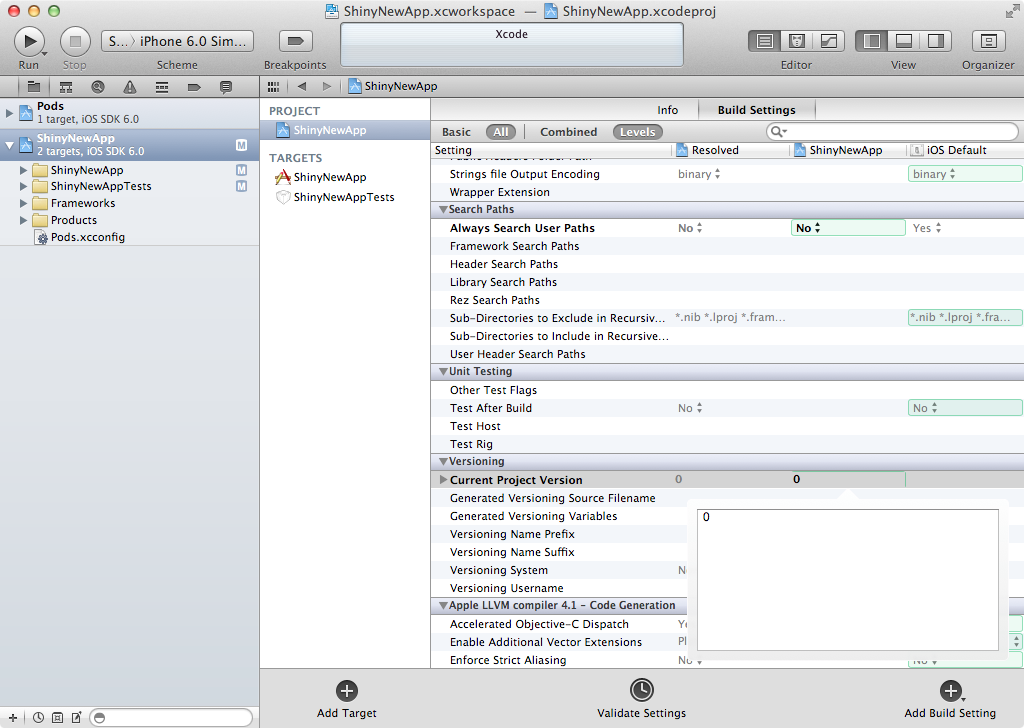 ShinyNewApp.xcworkspace — ShinyNewApp.xcodeproj
Run Stop S...〉iPhone 6.0 Sim... Scheme Breakpoints Xcode Editor View Organizer
ShinyNewApp
Pods
1 target, iOS SDK 6.0
ShinyNewApp
2 targets, iOS SDK 6.0 M
ShinyNewApp M
ShinyNewAppTests M
Frameworks
Products
Pods.xcconfig
PROJECT
ShinyNewApp
TARGETS
ShinyNewApp
ShinyNewAppTests
Info Build Settings
Basic All Combined Levels
Setting Resolved ShinyNewApp iOS Default
Public Headers Folder Path
Strings file Output Encoding binary binary
Wrapper Extension
Search Paths
Always Search User Paths No No Yes
Framework Search Paths
Header Search Paths
Library Search Paths
Rez Search Paths
Sub-Directories to Exclude in Recursiv... *.nib *.lproj *.fram... *.nib *.lproj *.fra...
Sub-Directories to Include in Recursive...
User Header Search Paths
Unit Testing
Other Test Flags
Test After Build No No
Test Host
Test Rig
Versioning
Current Project Version 0 0
Generated Versioning Source Filename
0
Generated Versioning Variables
Versioning Name Prefix
Versioning Name Suffix
Versioning System
Versioning Username
Apple LLVM compiler 4.1 - Code Generation
Accelerated Objective-C Dispatch
Enable Additional Vector Extensions
Enforce Strict Aliasing No No
Add Target Validate Settings Add Build Setting